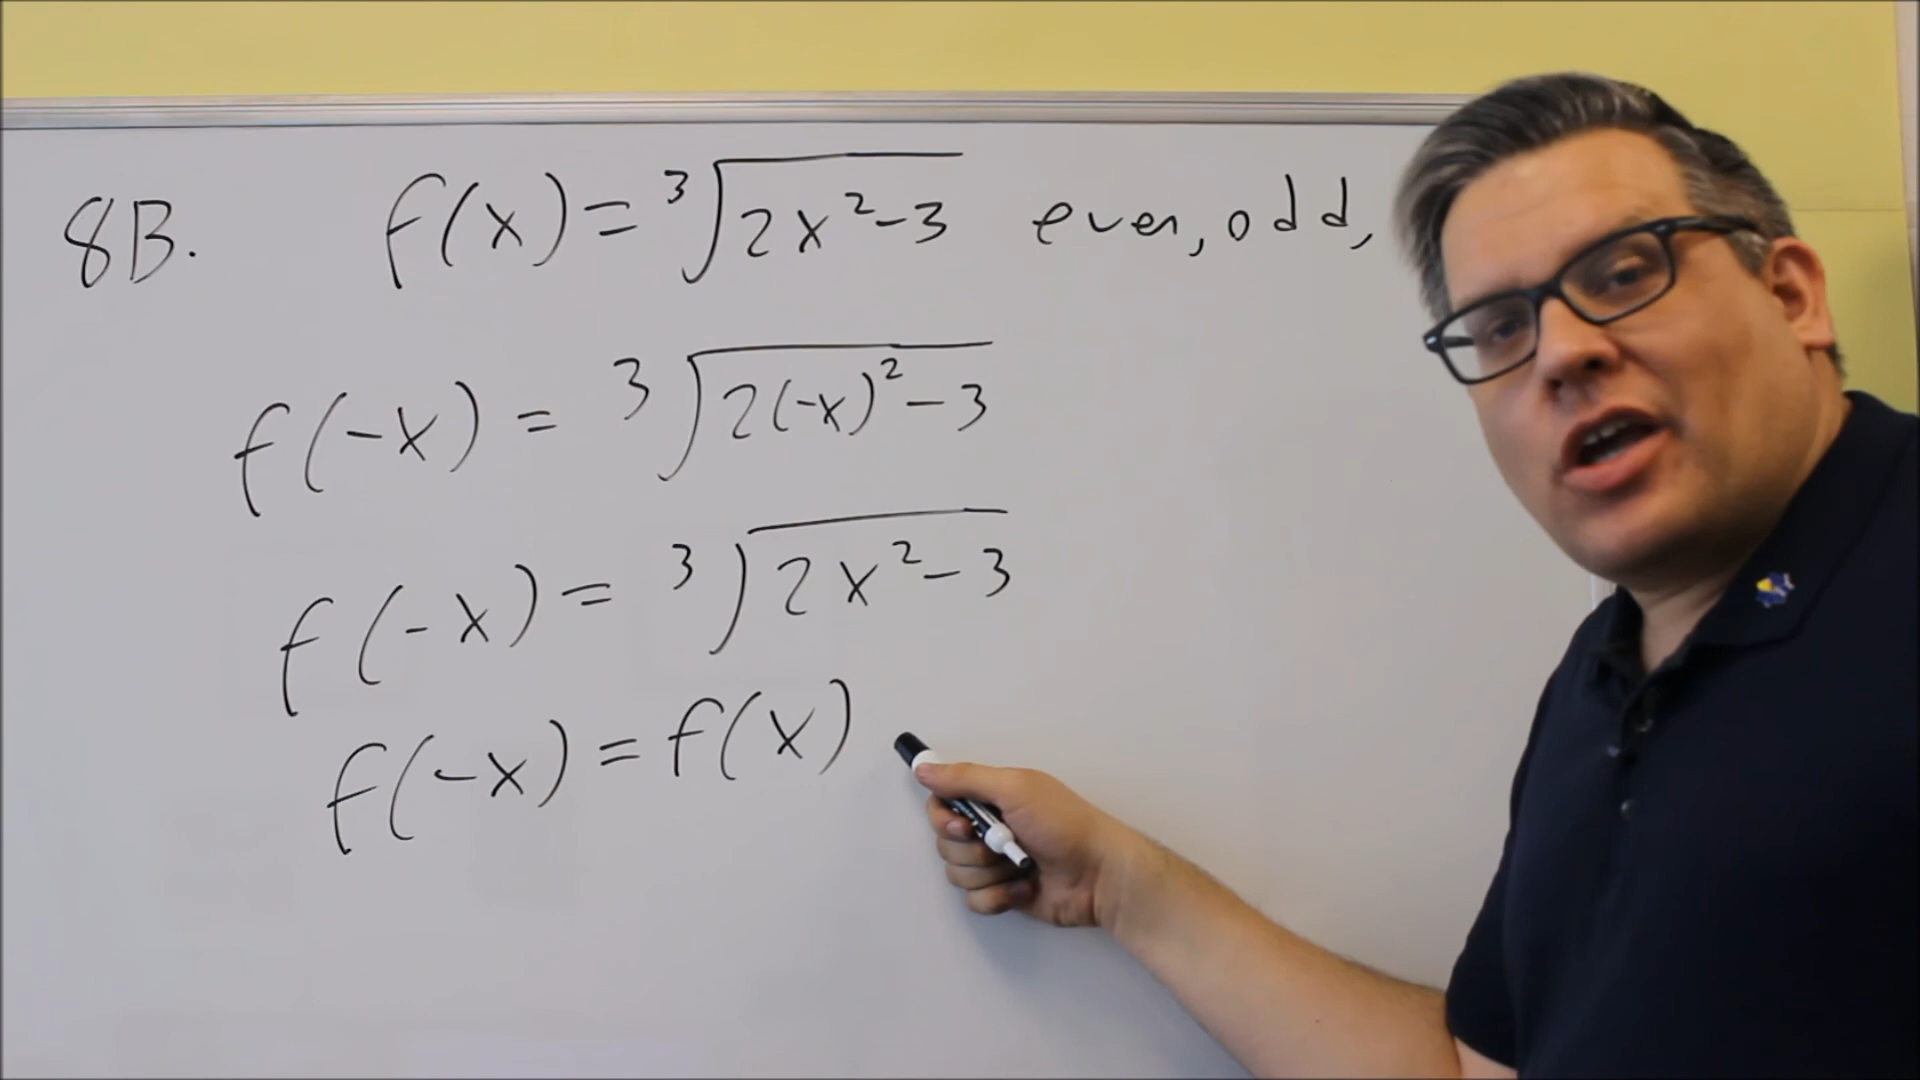 8B. f(x) = ³√(2x²-3) even, odd,
f(-x) = ³√(2(-x)²-3)
f(-x) = ³√(2x²-3)
f(-x) = f(x)